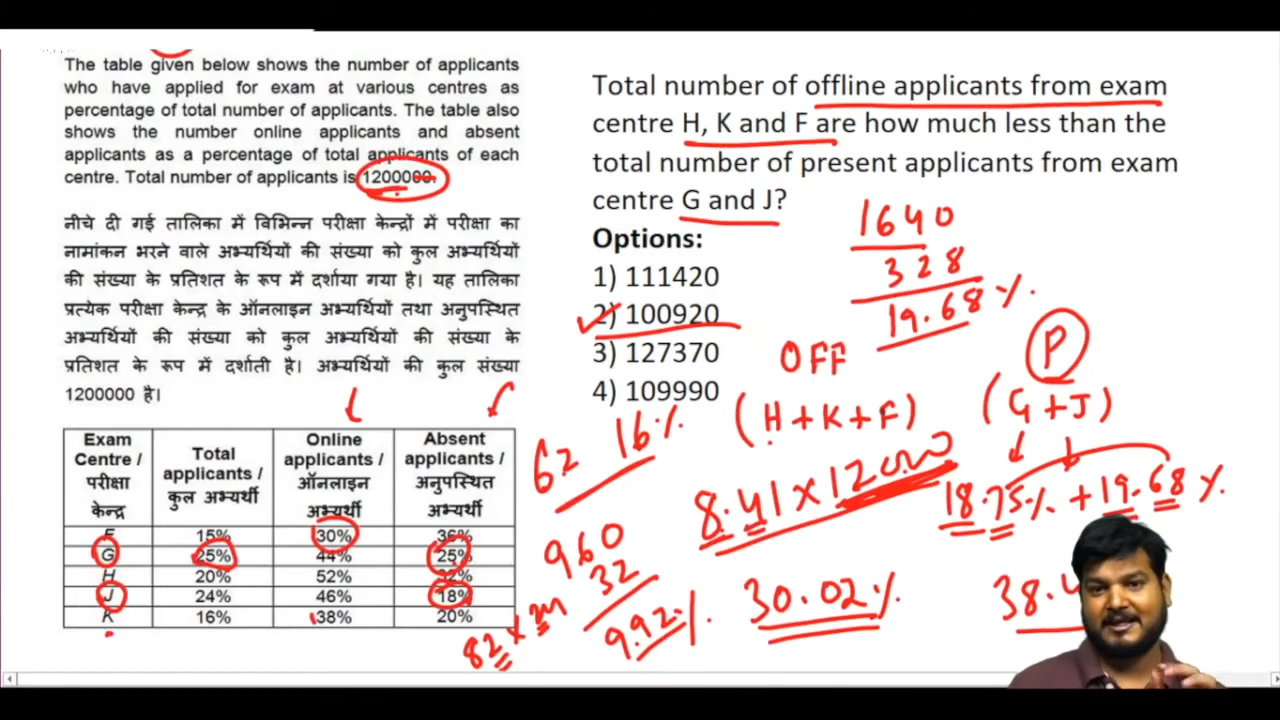 The table given below shows the number of applicants
who have applied for exam at various centres as
percentage of total number of applicants. The table also
shows the number online applicants and absent
applicants as a percentage of total applicants of each
centre. Total number of applicants is 1200000.
नीचे दी गई तालिका में विभिन्न परीक्षा केन्द्रों में परीक्षा का
नामांकन भरने वाले अभ्यर्थियों की संख्या को कुल अभ्यर्थियों
की संख्या के प्रतिशत के रूप में दर्शाया गया है। यह तालिका
प्रत्येक परीक्षा केन्द्र के ऑनलाइन अभ्यर्थियों तथा अनुपस्थित
अभ्यर्थियों की संख्या को कुल अभ्यर्थियों की संख्या के
प्रतिशत के रूप में दर्शाती है। अभ्यर्थियों की कुल संख्या
1200000 है।
Exam Centre / परीक्षा केन्द्र Total applicants / कुल अभ्यर्थी Online applicants / ऑनलाइन अभ्यर्थी Absent applicants / अनुपस्थित अभ्यर्थी
F 15% 30% 36%
G 25% 44% 25%
H 20% 52% 32%
J 24% 46% 18%
K 16% 38% 20%
Total number of offline applicants from exam
centre H, K and F are how much less than the
total number of present applicants from exam
centre G and J?
Options:
1) 111420
2) 100920
3) 127370
4) 109990
1640
328
19.68%
OFF
(H+K+F)
P
(G+J)
62 16%
8.41×12000
18.75% + 19.68%
960
32
9.92%
82×24
30.02%
38.4